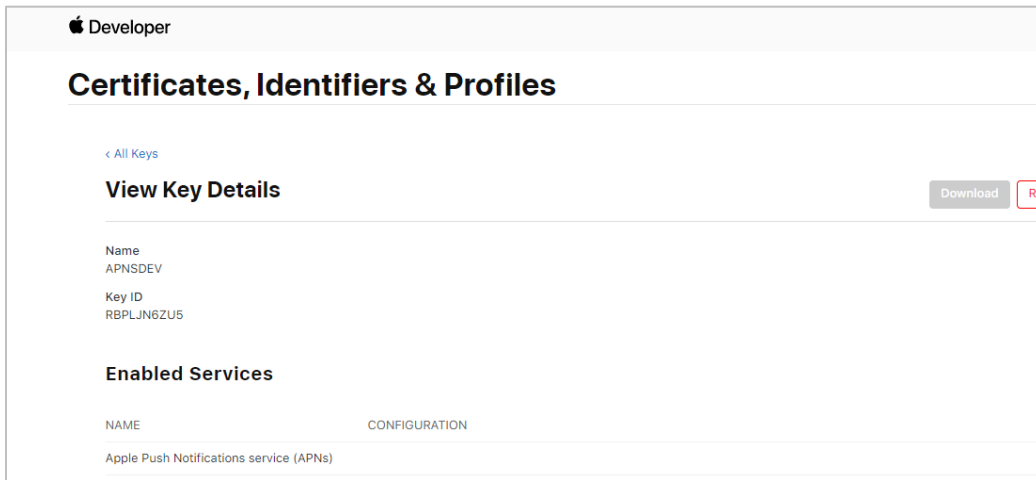 Developer
Certificates, Identifiers & Profiles
‹ All Keys
View Key Details
Download
R
Name
APNSDEV
Key ID
RBPLJN6ZU5
Enabled Services
NAME CONFIGURATION
Apple Push Notifications service (APNs)